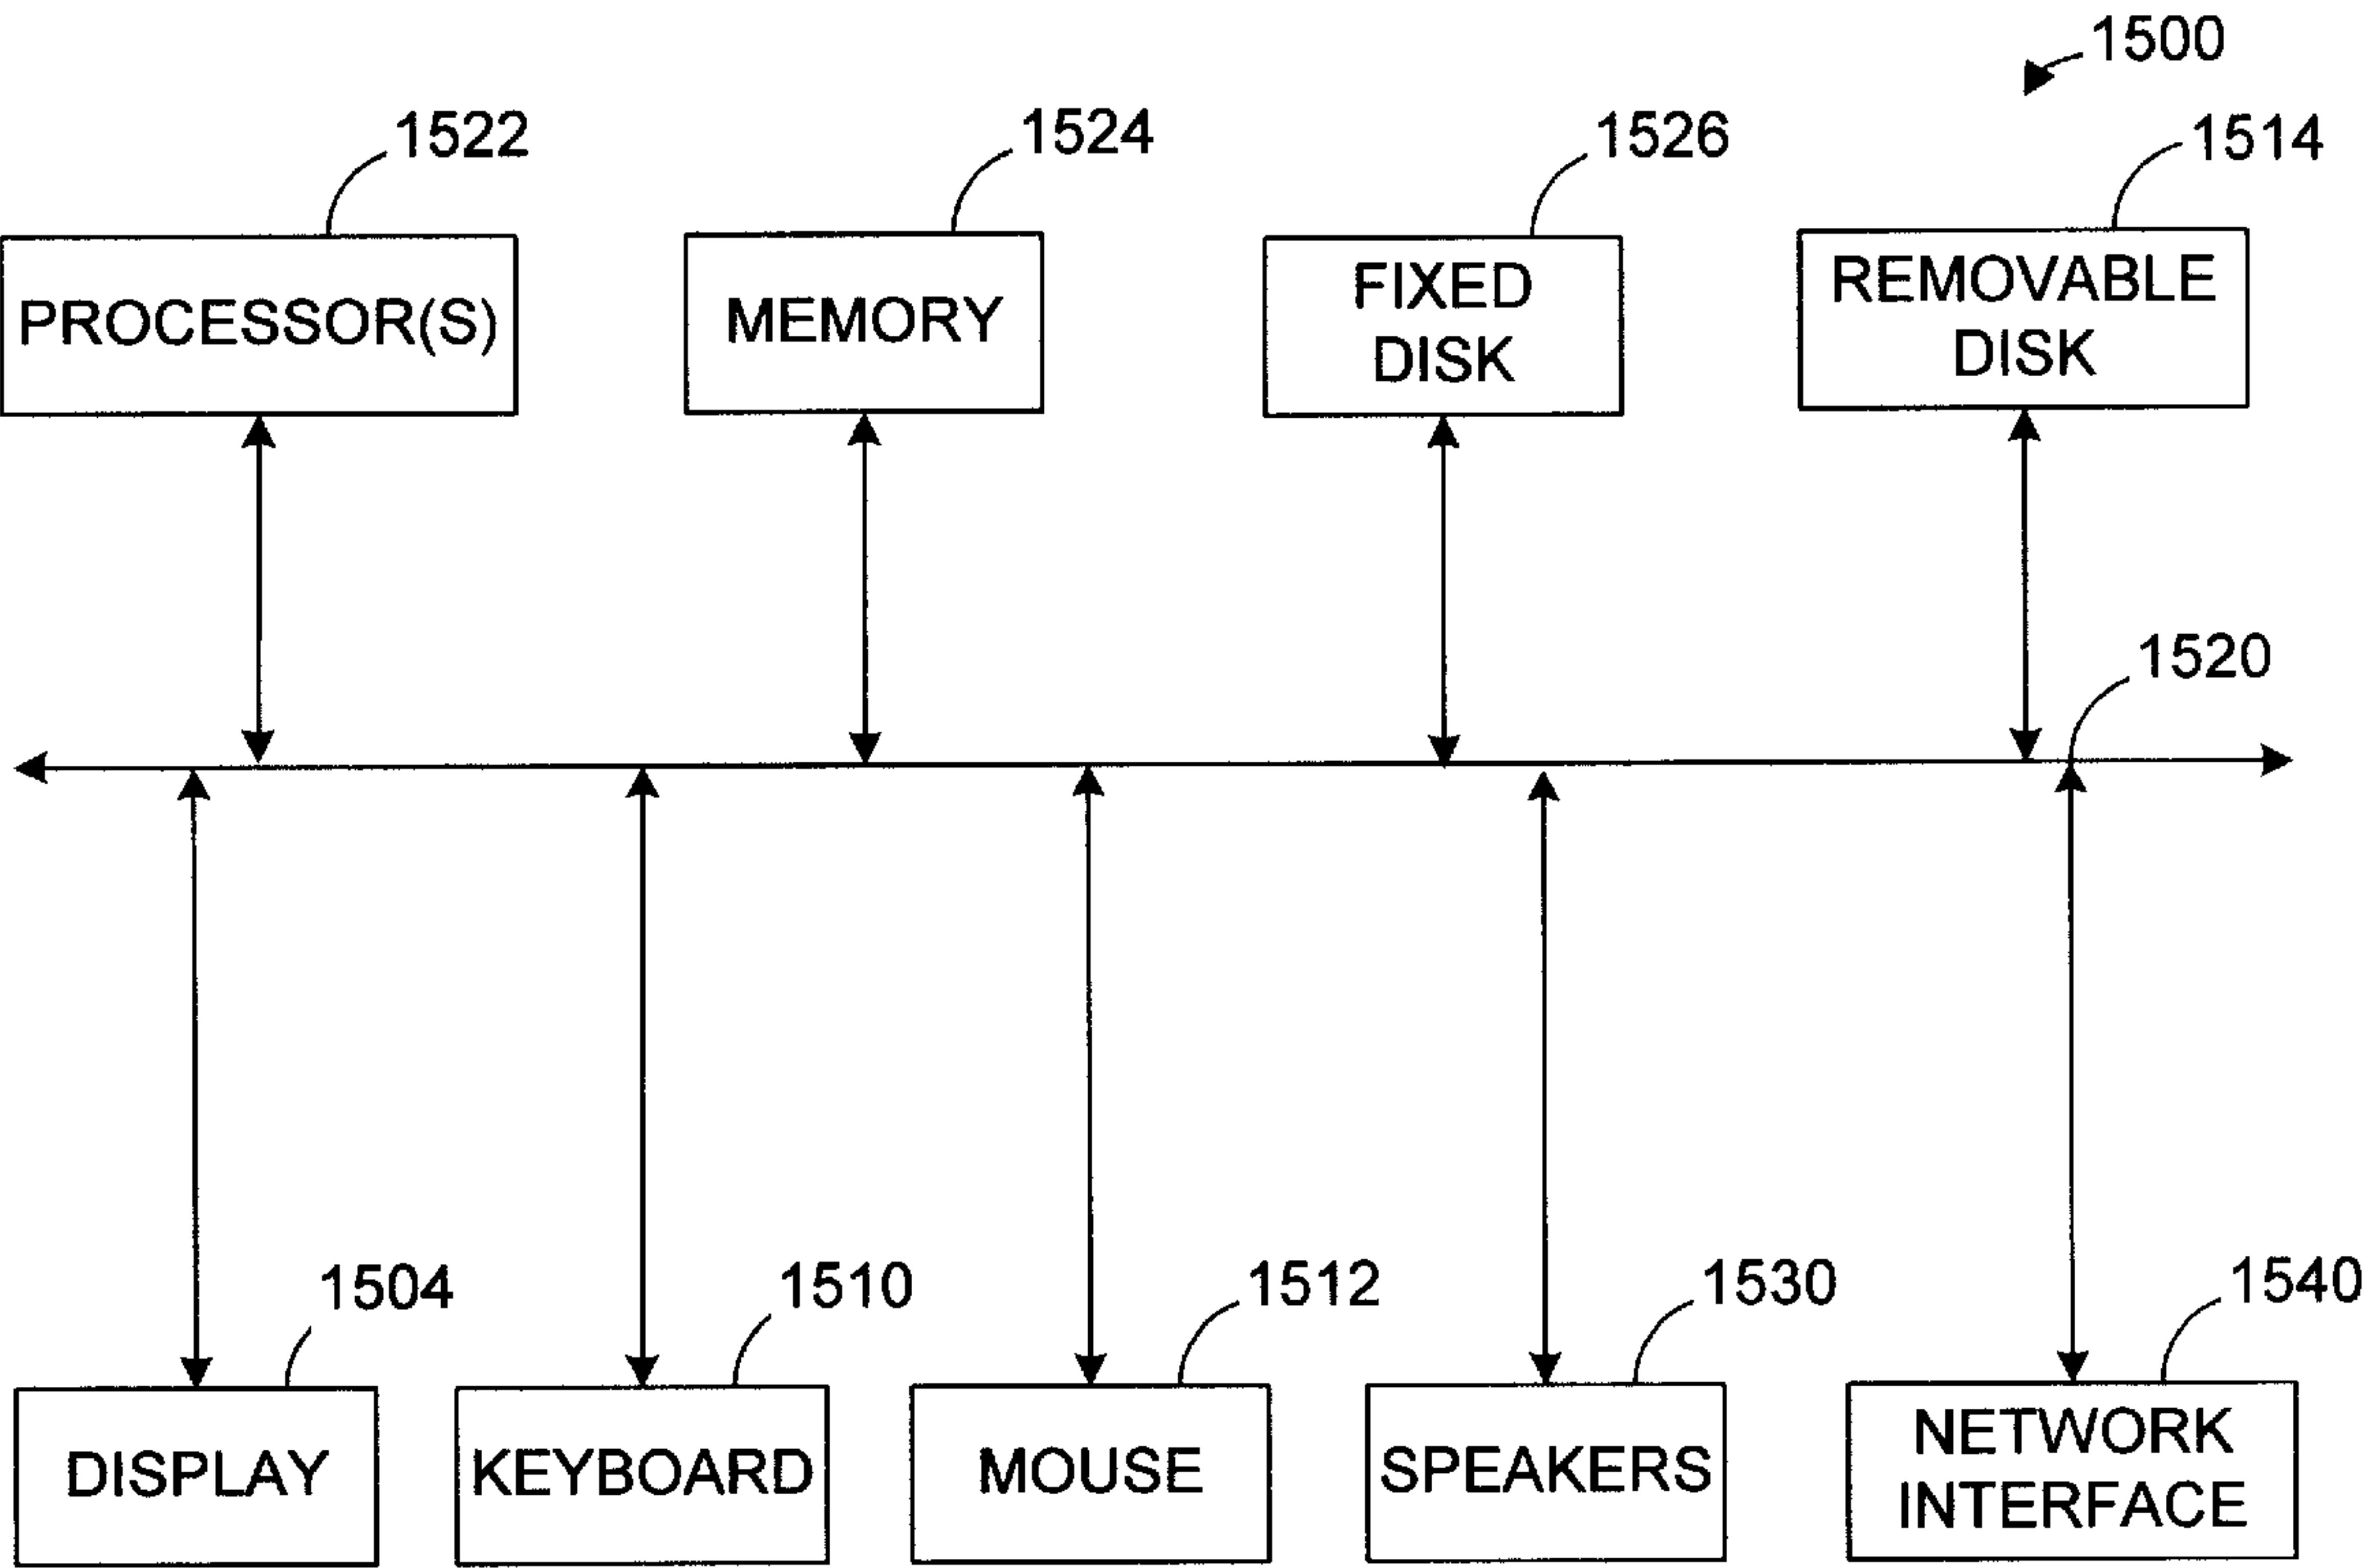 1500
1522
1524
1526
1514
PROCESSOR(S)
MEMORY
FIXED
DISK
REMOVABLE
DISK
1520
1504
1510
1512
1530
1540
DISPLAY
KEYBOARD
MOUSE
SPEAKERS
NETWORK
INTERFACE